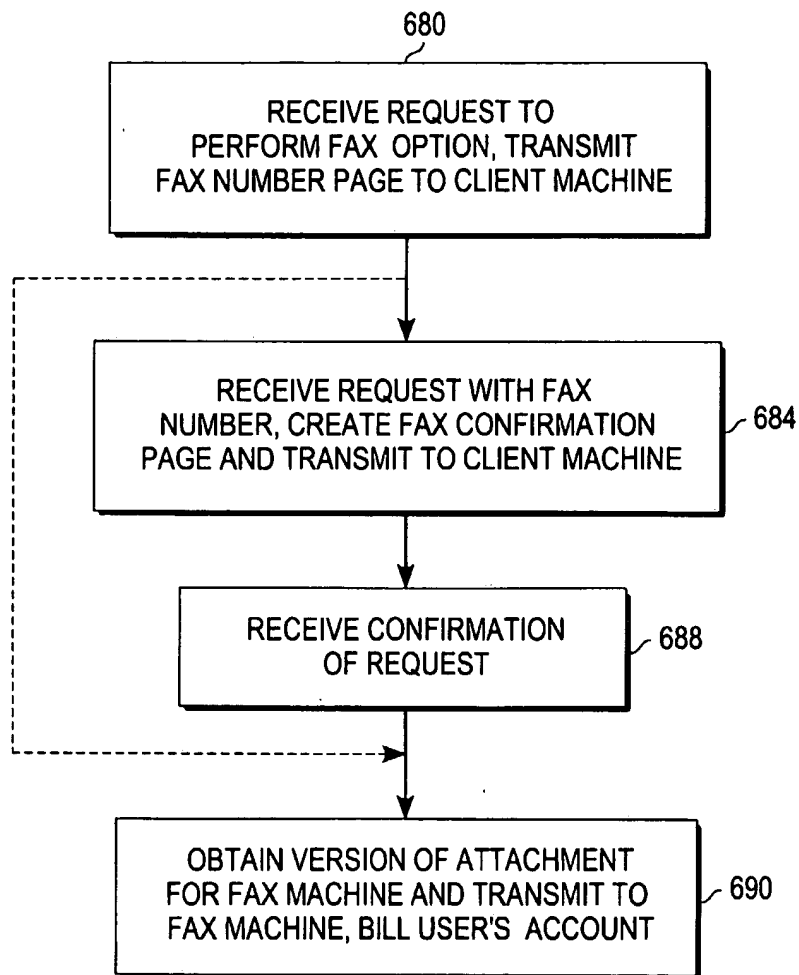 680
RECEIVE REQUEST TO
PERFORM FAX OPTION, TRANSMIT
FAX NUMBER PAGE TO CLIENT MACHINE
RECEIVE REQUEST WITH FAX
NUMBER, CREATE FAX CONFIRMATION
PAGE AND TRANSMIT TO CLIENT MACHINE
684
RECEIVE CONFIRMATION
OF REQUEST
688
OBTAIN VERSION OF ATTACHMENT
FOR FAX MACHINE AND TRANSMIT TO
FAX MACHINE, BILL USER'S ACCOUNT
690